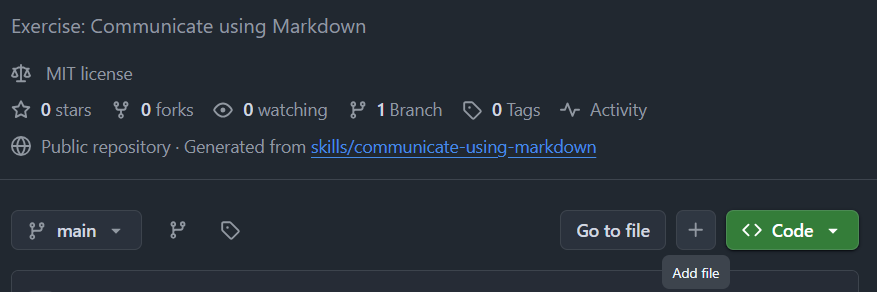 Exercise: Communicate using Markdown
MIT license
0 stars 0 forks 0 watching 1 Branch 0 Tags Activity
Public repository · Generated from skills/communicate-using-markdown
main Go to file Code
Add file